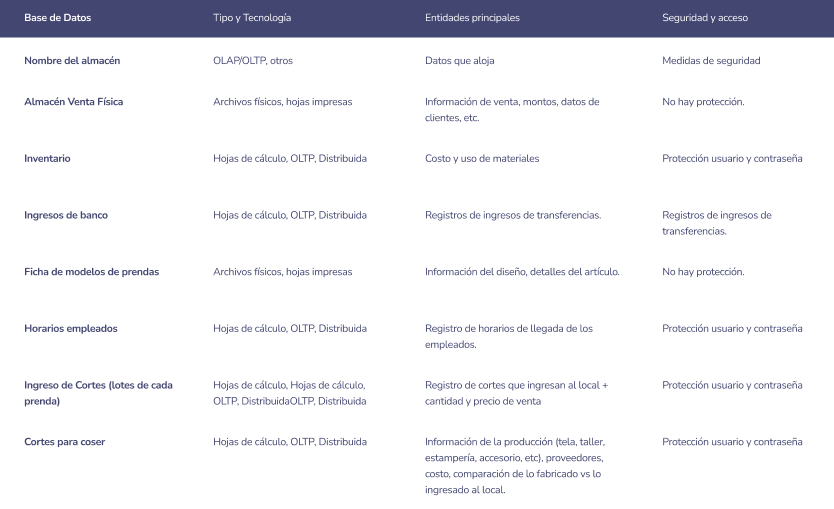 Base de Datos Tipo y Tecnología Entidades principales Seguridad y acceso
Nombre del almacén OLAP/OLTP, otros Datos que aloja Medidas de seguridad
Almacén Venta Física Archivos físicos, hojas impresas Información de venta, montos, datos de No hay protección.
clientes, etc.
Inventario Hojas de cálculo, OLTP, Distribuida Costo y uso de materiales Protección usuario y contraseña
Ingresos de banco Hojas de cálculo, OLTP, Distribuida Registros de ingresos de transferencias. Registros de ingresos de
transferencias.
Ficha de modelos de prendas Archivos físicos, hojas impresas Información del diseño, detalles del artículo. No hay protección.
Horarios empleados Hojas de cálculo, OLTP, Distribuida Registro de horarios de llegada de los Protección usuario y contraseña
empleados.
Ingreso de Cortes (lotes de cada Hojas de cálculo, Hojas de cálculo, Registro de cortes que ingresan al local + Protección usuario y contraseña
prenda) OLTP, DistribuidaOLTP, Distribuida cantidad y precio de venta
Cortes para coser Hojas de cálculo, OLTP, Distribuida Información de la producción (tela, taller, Protección usuario y contraseña
estampería, accesorio, etc), proveedores,
costo, comparación de lo fabricado vs lo
ingresado al local.